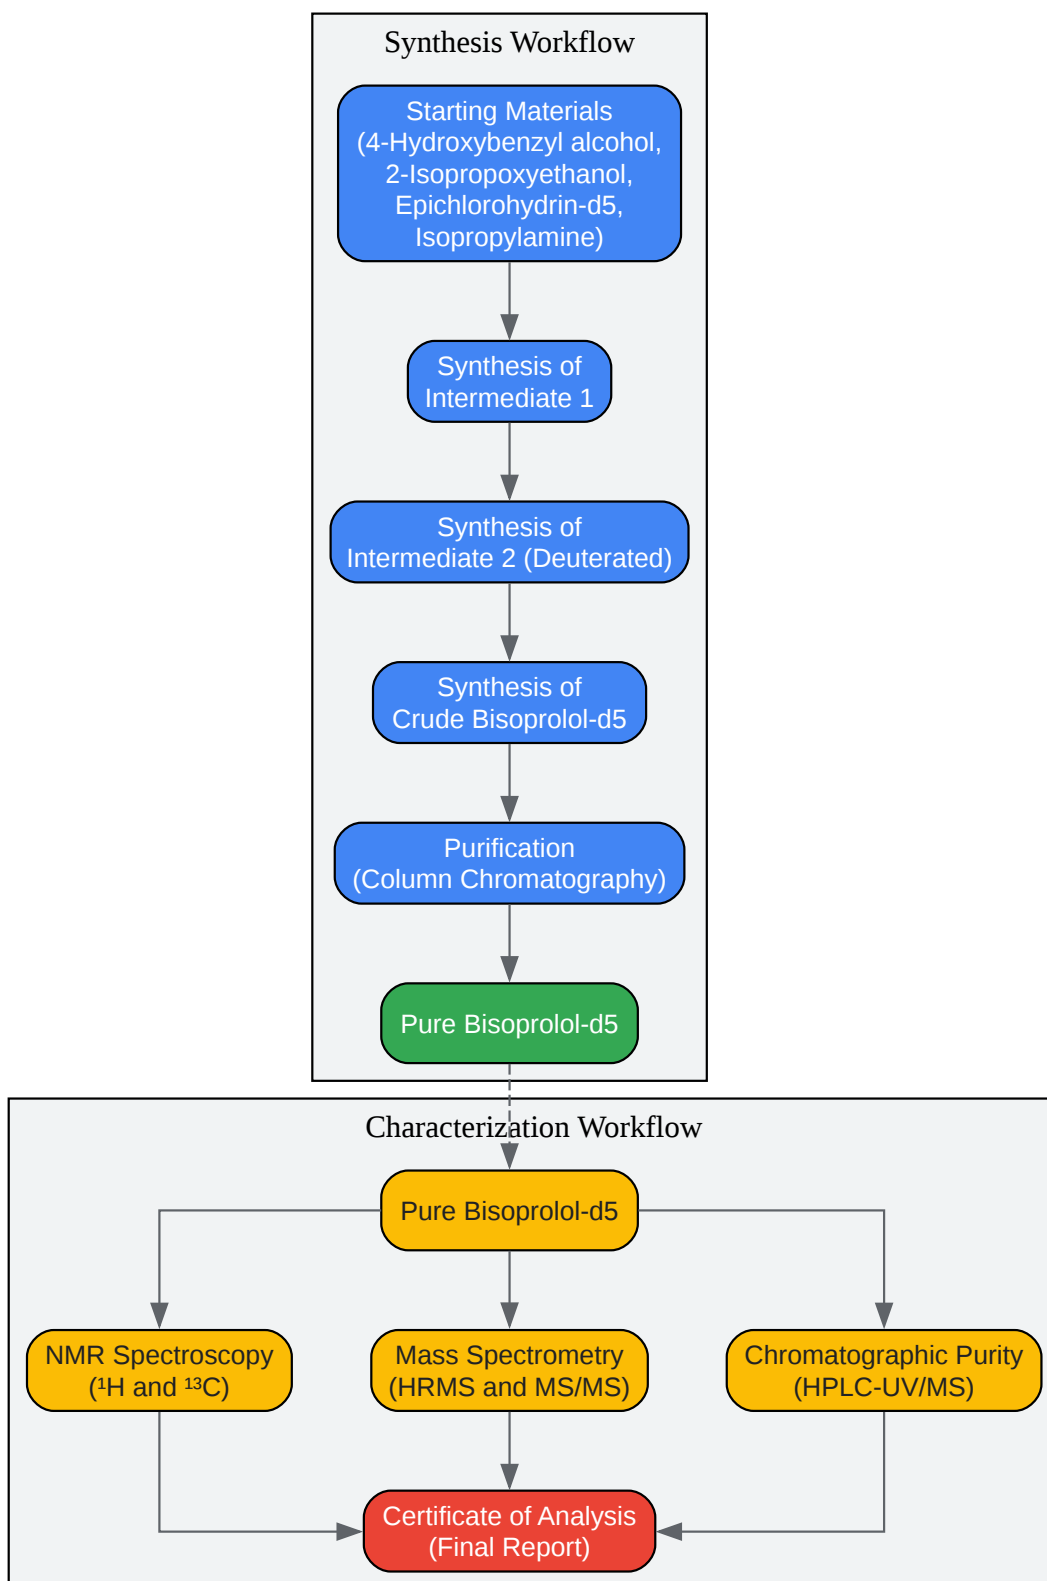 Synthesis Workflow
Starting Materials
(4-Hydroxybenzyl alcohol,
2-Isopropoxyethanol,
Epichlorohydrin-d5,
Isopropylamine)
Synthesis of
Intermediate 1
Synthesis of
Intermediate 2 (Deuterated)
Synthesis of
Crude Bisoprolol-d5
Purification
(Column Chromatography)
Pure Bisoprolol-d5
Characterization Workflow
Pure Bisoprolol-d5
NMR Spectroscopy
(¹H and ¹³C)
Mass Spectrometry
(HRMS and MS/MS)
Chromatographic Purity
(HPLC-UV/MS)
Certificate of Analysis
(Final Report)